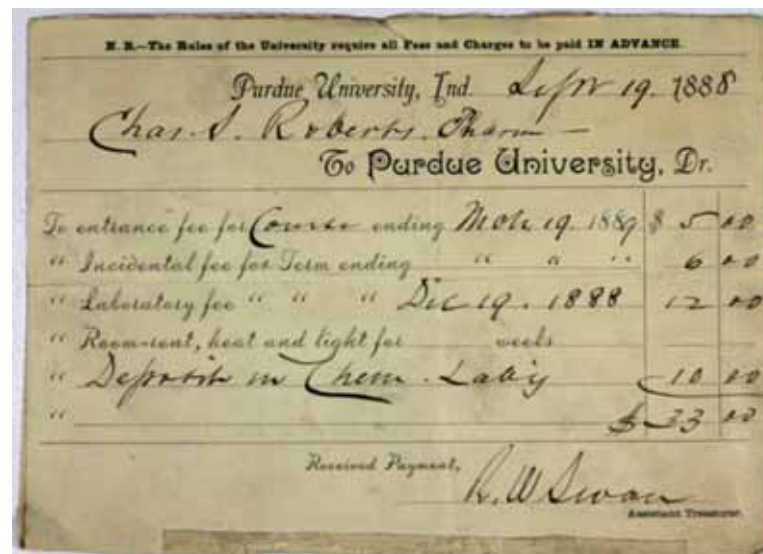 N. B.—The Rules of the University require all Fees and Charges to be paid IN ADVANCE.
Purdue University, Ind. Sept 19. 1888
Chas. S. Roberts. Pharm —
To Purdue University, Dr.
To entrance fee for Course ending Mch 19. 1889 $ 5 00
" Incidental fee for Term ending " " " 6 00
" Laboratory fee " " " Dec 19. 1888 12 00
" Room-rent, heat and light for weeks
" Deposit in Chem. Lab'y 10 00
" $ 33 00
Received Payment,
R. W Swan
Assistant Treasurer.